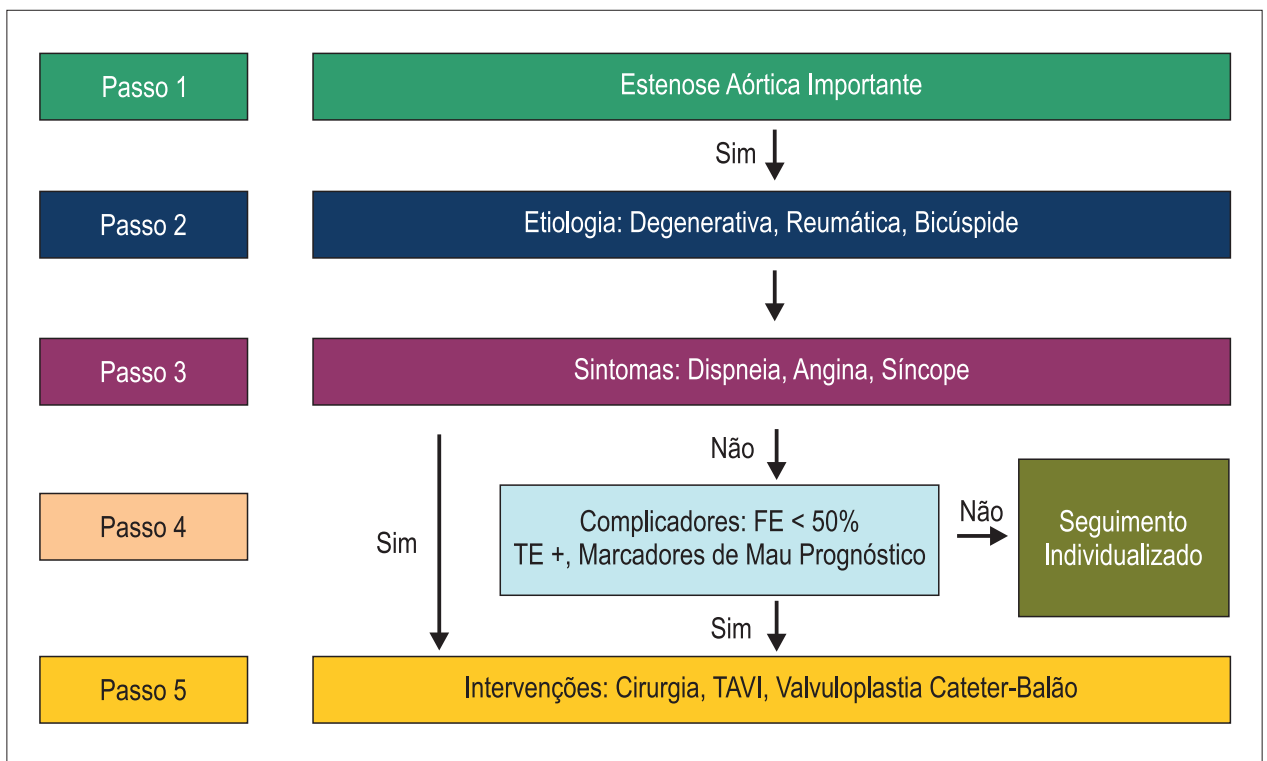 Passo 1
Estenose Aórtica Importante
Sim
Passo 2
Etiologia: Degenerativa, Reumática, Bicúspide
Passo 3
Sintomas: Dispneia, Angina, Síncope
Não
Passo 4
Sim
Complicadores: FE < 50%
TE +, Marcadores de Mau Prognóstico
Não
Seguimento
Individualizado
Sim
Passo 5
Intervenções: Cirurgia, TAVI, Valvuloplastia Cateter-Balão